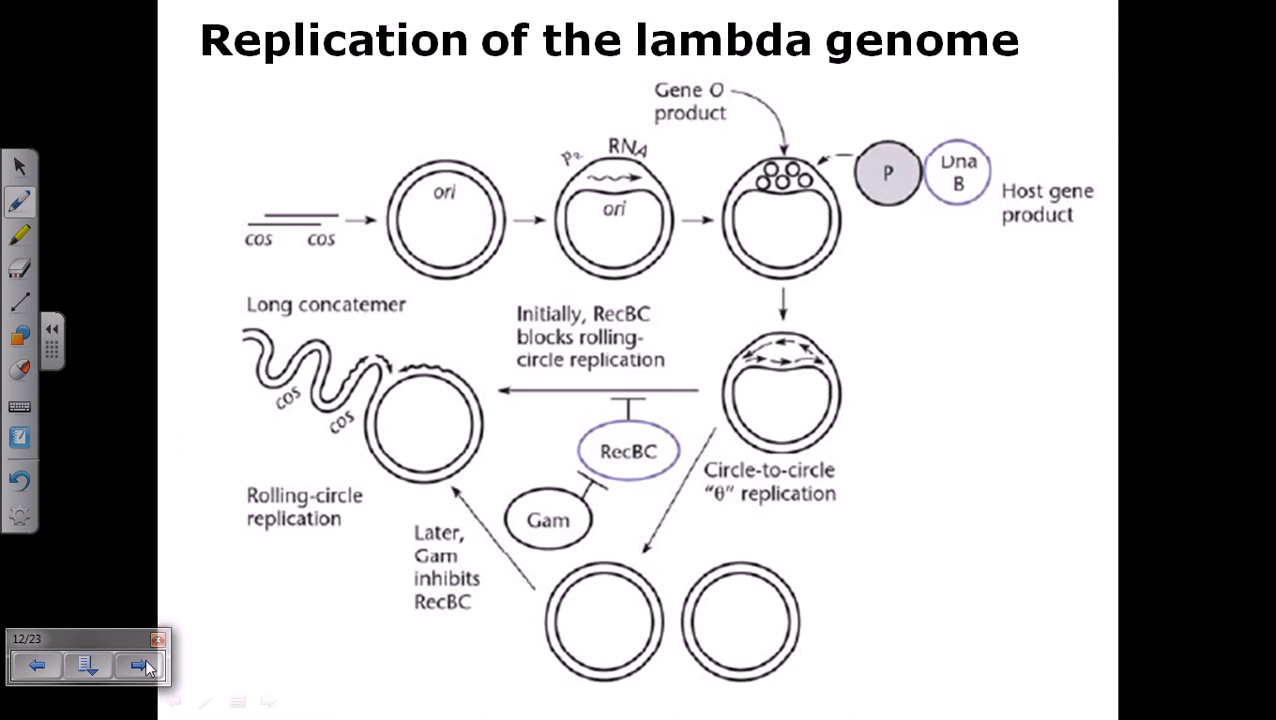 Replication of the lambda genome
Gene O
product
RNA
ori
ori
P
Dna
B
Host gene
product
cos
cos
Long concatemer
Initially, RecBC
blocks rolling-
circle replication
cos
cos
RecBC
Circle-to-circle
“θ” replication
Rolling-circle
replication
Gam
Later,
Gam
inhibits
RecBC
12/23